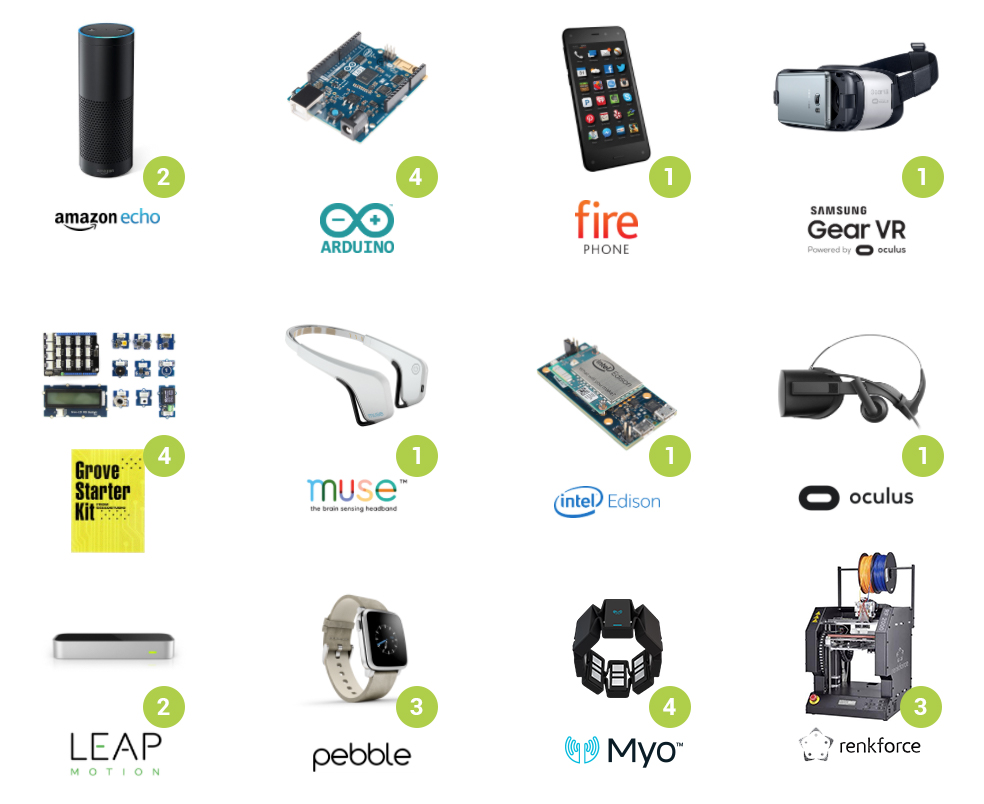 2
amazon echo
4
ARDUINO
1
fire
PHONE
1
SAMSUNG
Gear VR
Powered by oculus
4
Grove
Starter
Kit
1
muse™
the brain sensing headband
intel Edison
1
intel Edison
1
oculus
2
LEAP
MOTION
3
pebble
4
Myo™
3
renkforce